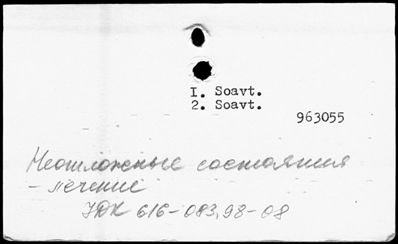 I. Soavt.
2. Soavt.
963055
Неотложные состояния
- лечение
УДК 616-083,98-08